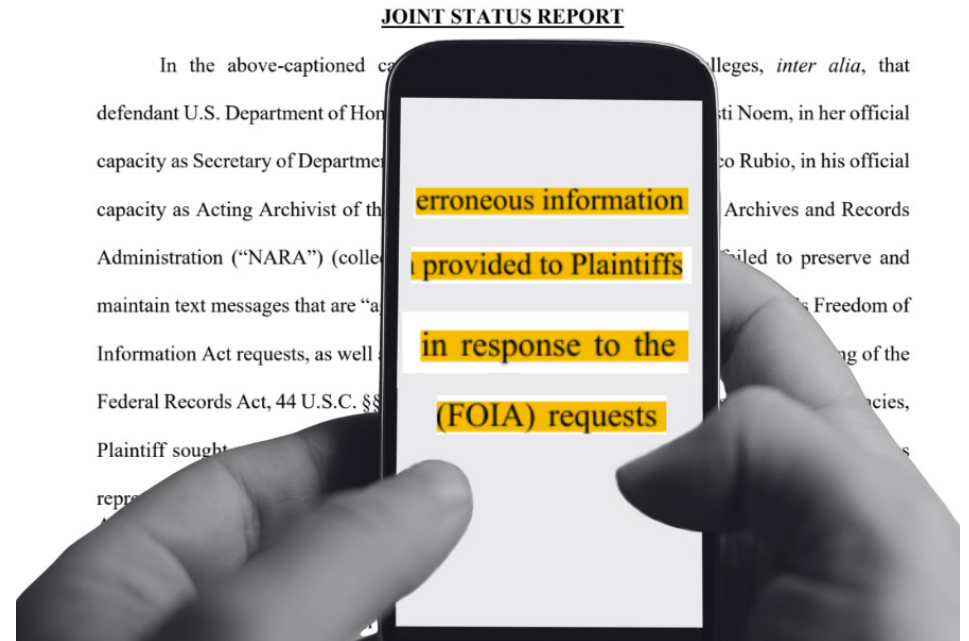 JOINT STATUS REPORT
In the above-captioned ca lleges, inter alia, that
defendant U.S. Department of Hon sti Noem, in her official
capacity as Secretary of Departmen co Rubio, in his official
capacity as Acting Archivist of th Archives and Records
Administration (“NARA”) (colle ailed to preserve and
maintain text messages that are “a s Freedom of
Information Act requests, as well ng of the
Federal Records Act, 44 U.S.C. §§ ncies,
Plaintiff sought s
repre
erroneous information
provided to Plaintiffs
in response to the
(FOIA) requests